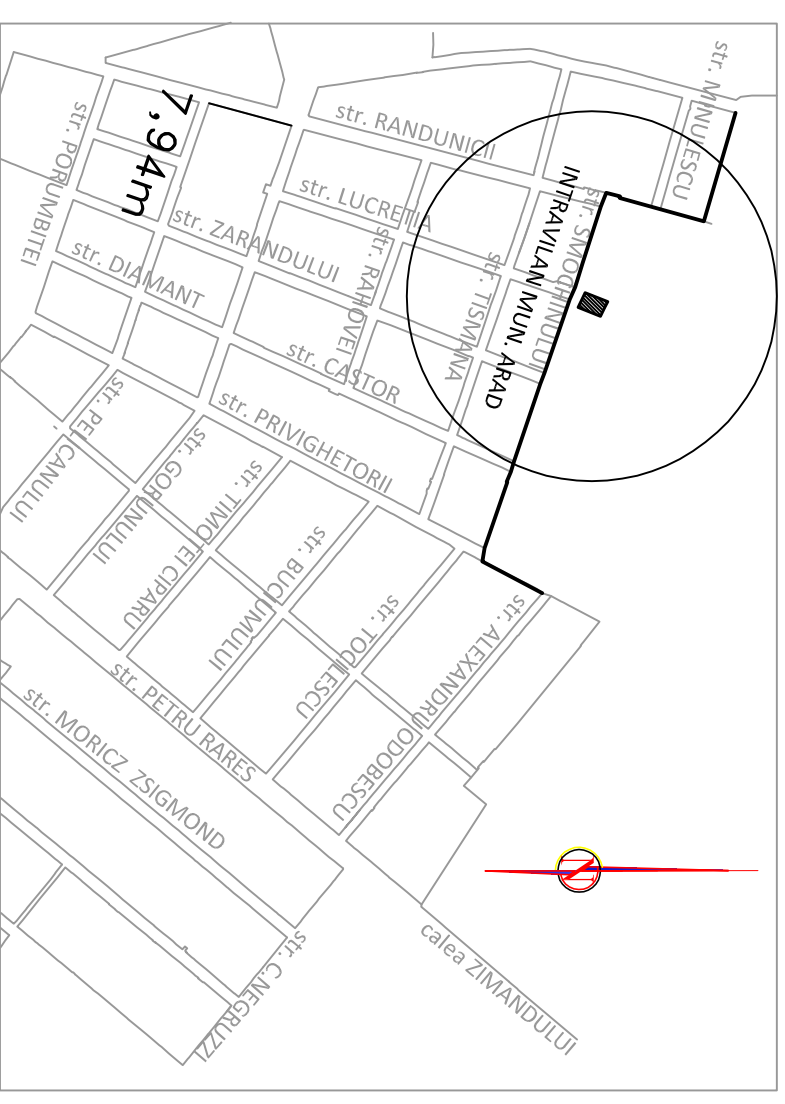 str. MINULESCU
str. RANDUNICII
7,94m
str. PORUMBITEI
str. LUCRETIA
INTRAVILAN MUN. ARAD
str. SMOCHINULUI
str. ZARANDULUI
str. RAHOVEI
str. TISMANA
str. DIAMANT
str. CASTOR
str. PRIVIGHETORII
str. PELICANULUI
str. GORUNULUI
str. TIMOTEI CIPARU
str. BUCIUMULUI
str. TOCILESCU
str. ALEXANDRU ODOBESCU
str. PETRU RARES
str. MORICZ ZSIGMOND
str. C.NEGRUZZI
calea ZIMANDULUI